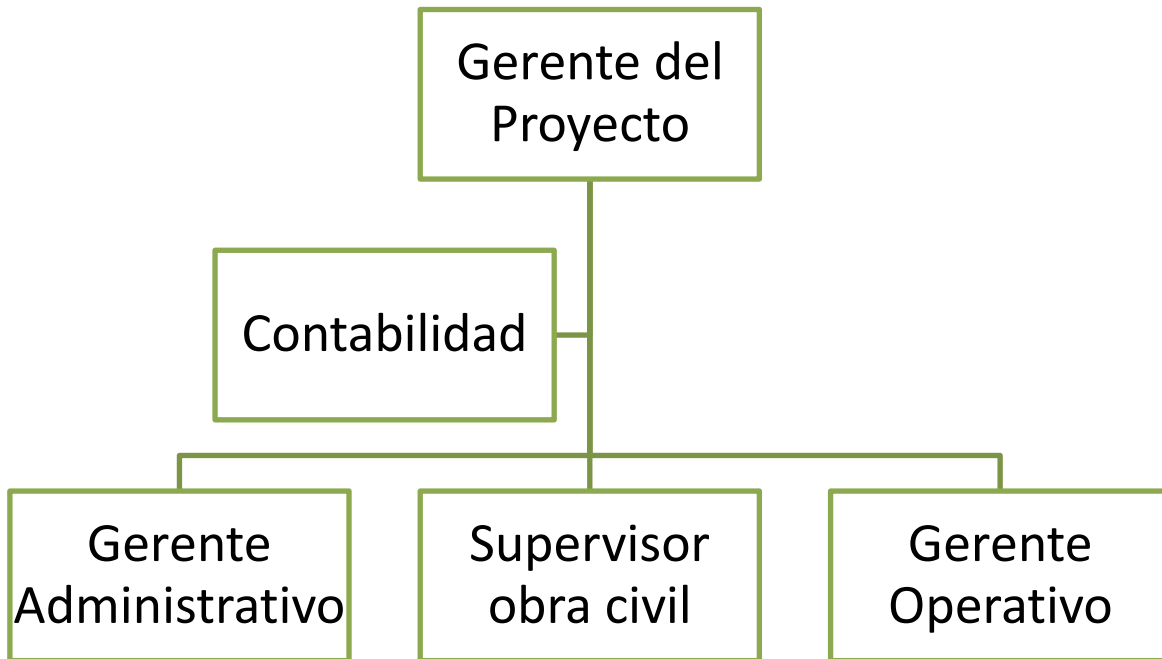 Gerente del
Proyecto
Contabilidad
Gerente
Administrativo
Supervisor
obra civil
Gerente
Operativo